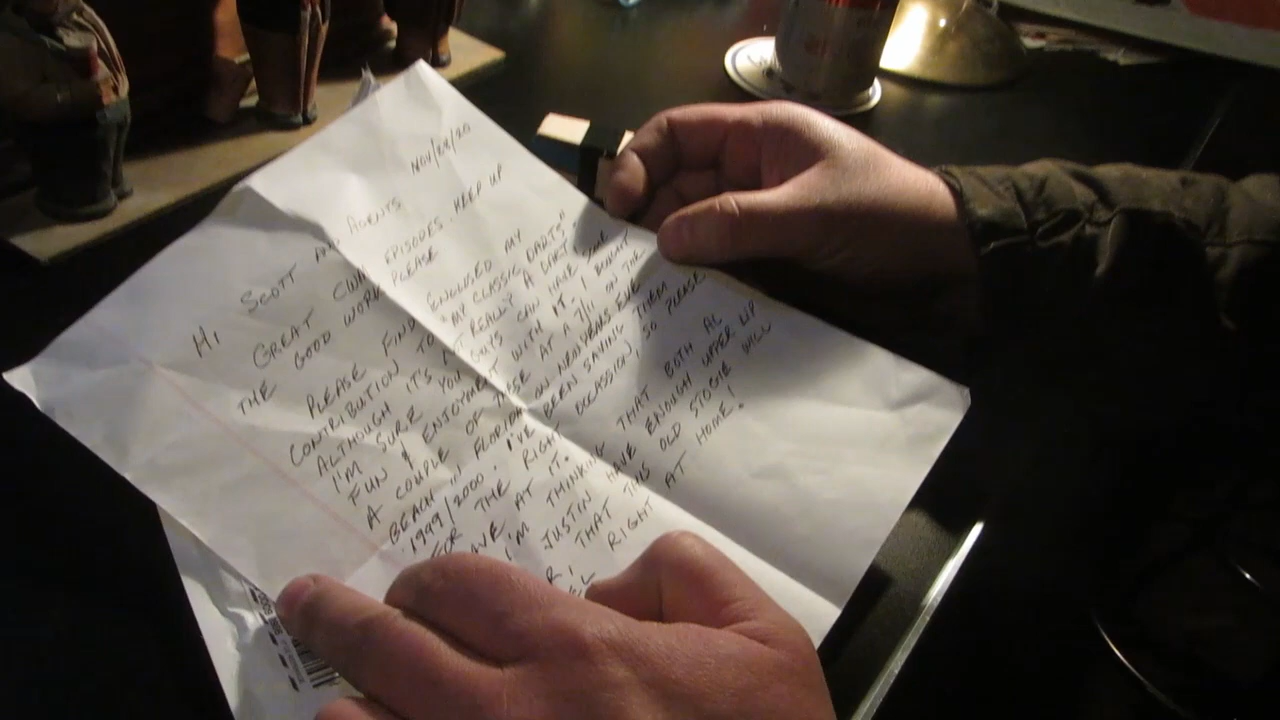 NOV/28/20
HI SCOTT AND AGENTS
GREAT EPISODES. KEEP UP
THE GOOD WORK PLEASE
PLEASE FIND ENCLOSED MY
CONTRIBUTION TO "MY CLASSIC DARTS"
ALTHOUGH IT'S NOT REALLY A DART
I'M SURE YOU GUYS CAN HAVE SOME
FUN & ENJOYMENT WITH IT. I BOUGHT
A COUPLE OF THESE AT A 7/11 ON THE
BEACH IN FLORIDA ON NEW YEARS EVE
1999/2000. I'VE BEEN SAVING THEM
FOR THE RIGHT OCCASSION, SO PLEASE
HAVE AT IT.
I'M THINKING THAT BOTH AL
JUSTIN HAVE ENOUGH UPPER LIP
THAT THIS OLD STOGIE WILL
RIGHT AT HOME!